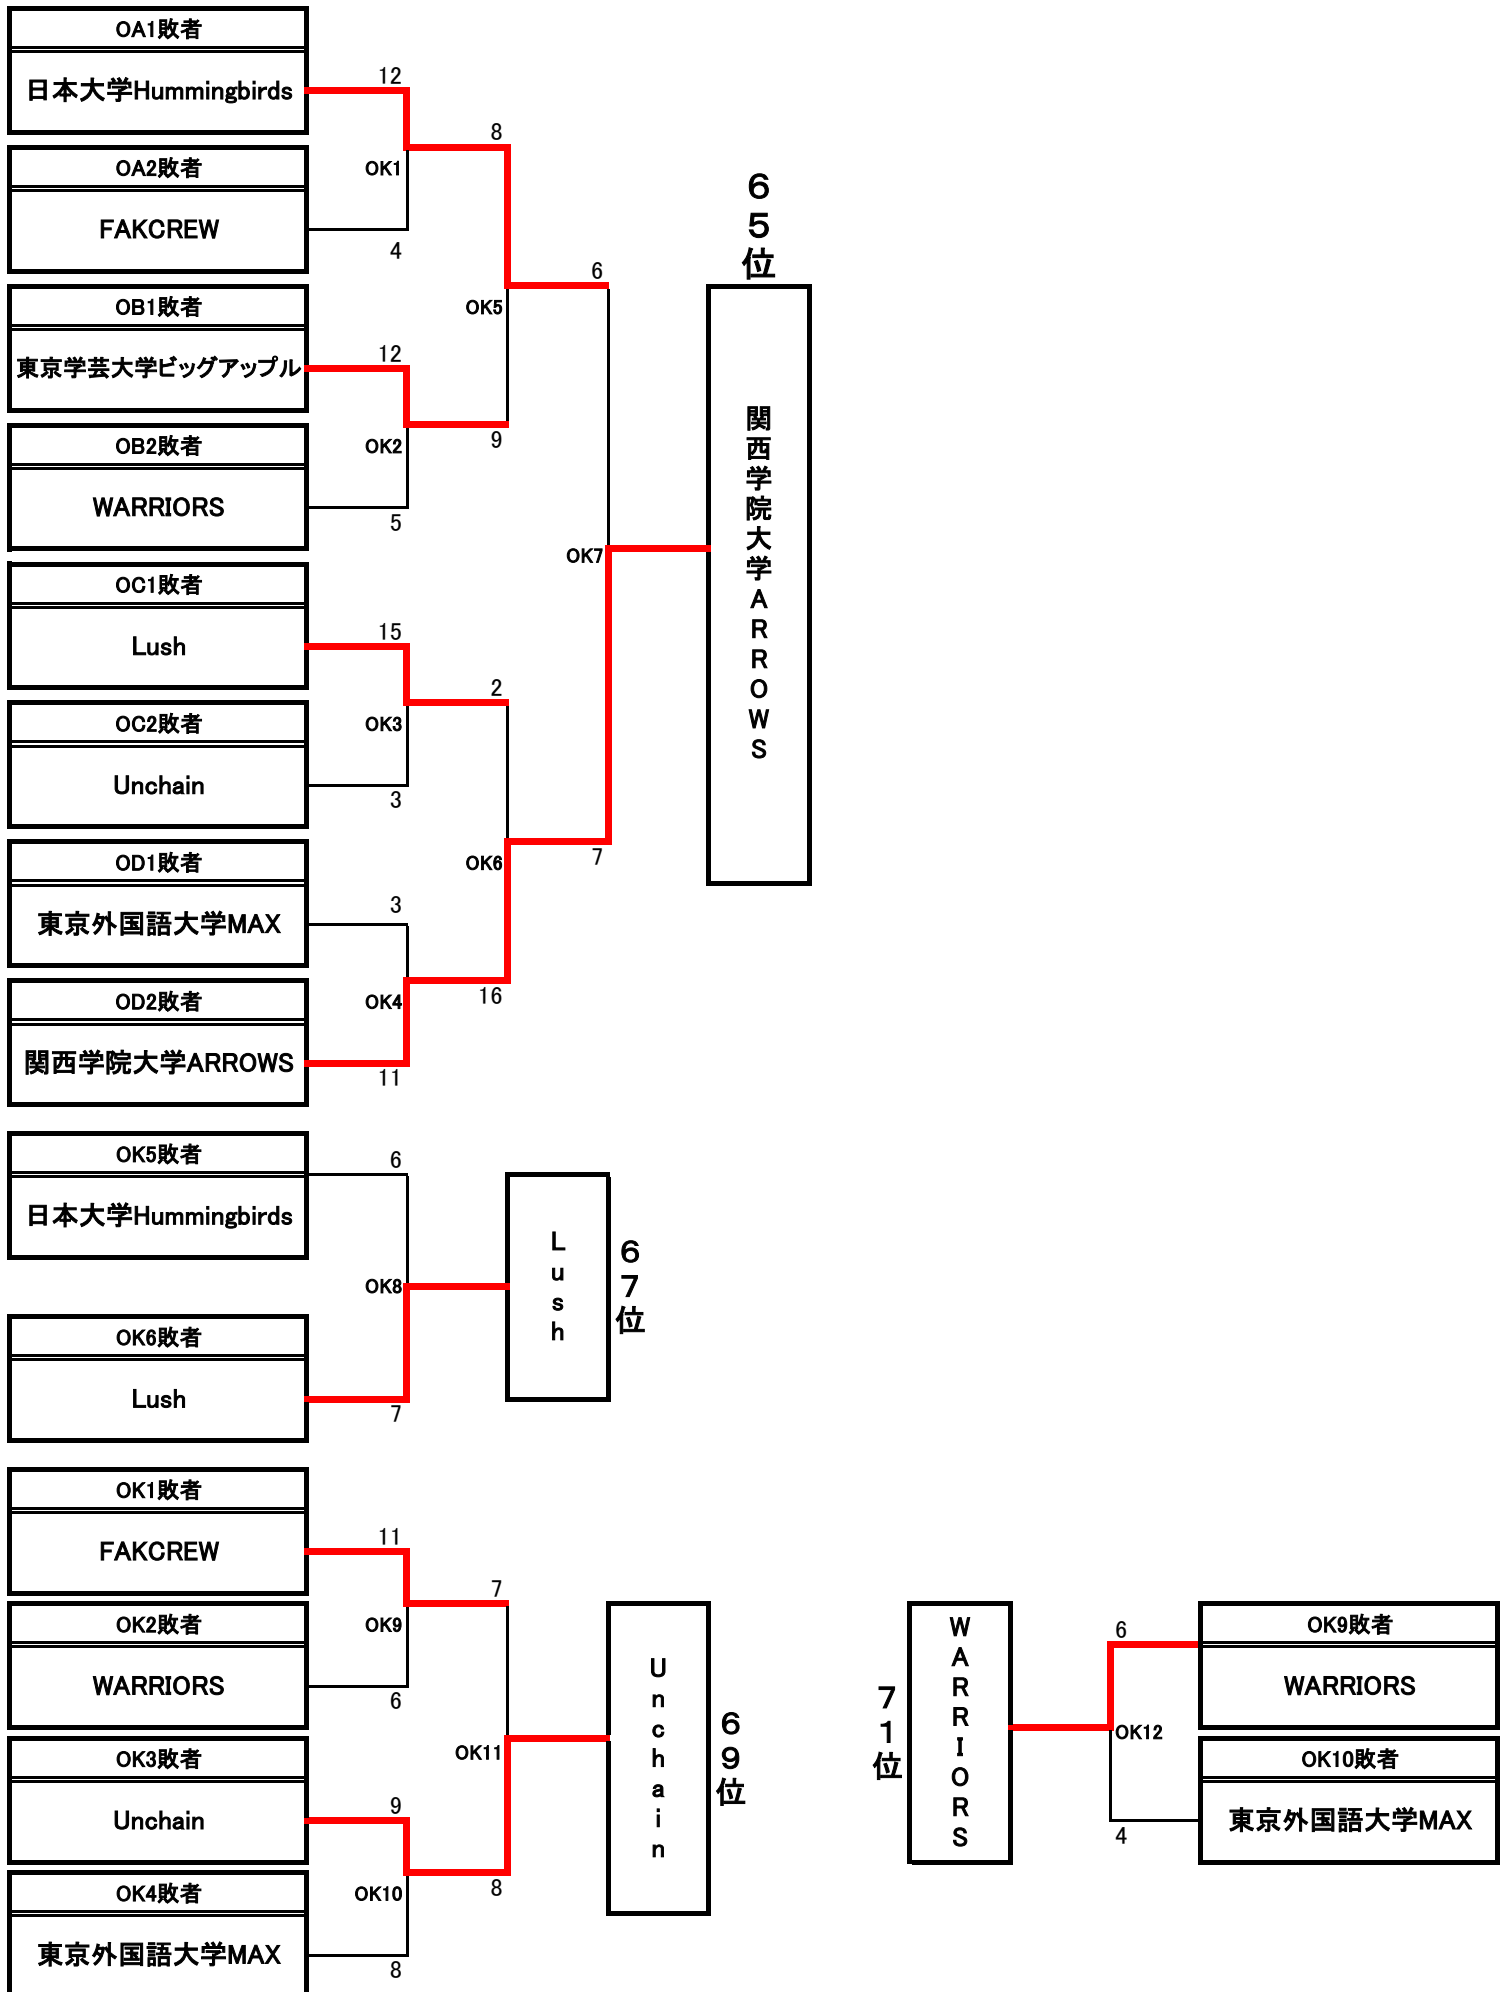 OA1敗者
日本大学Hummingbirds
12
8
OA2敗者
OK1
FAKCREW
4
65位
6
OB1敗者
OK5
東京学芸大学ビッグアップル
12
9
OB2敗者
OK2
WARRIORS
5
関西学院大学ARROWS
OK7
OC1敗者
Lush
15
2
OC2敗者
OK3
Unchain
3
OD1敗者
OK6
7
東京外国語大学MAX
3
OD2敗者
OK4
16
関西学院大学ARROWS
11
OK5敗者
6
日本大学Hummingbirds
Lush
67位
OK8
OK6敗者
Lush
7
OK1敗者
FAKCREW
11
7
OK2敗者
OK9
WARRIORS
6
Unchain
69位
OK11
OK3敗者
Unchain
9
8
OK4敗者
OK10
東京外国語大学MAX
8
71位
WARRIORS
6
OK9敗者
WARRIORS
OK12
OK10敗者
4
東京外国語大学MAX